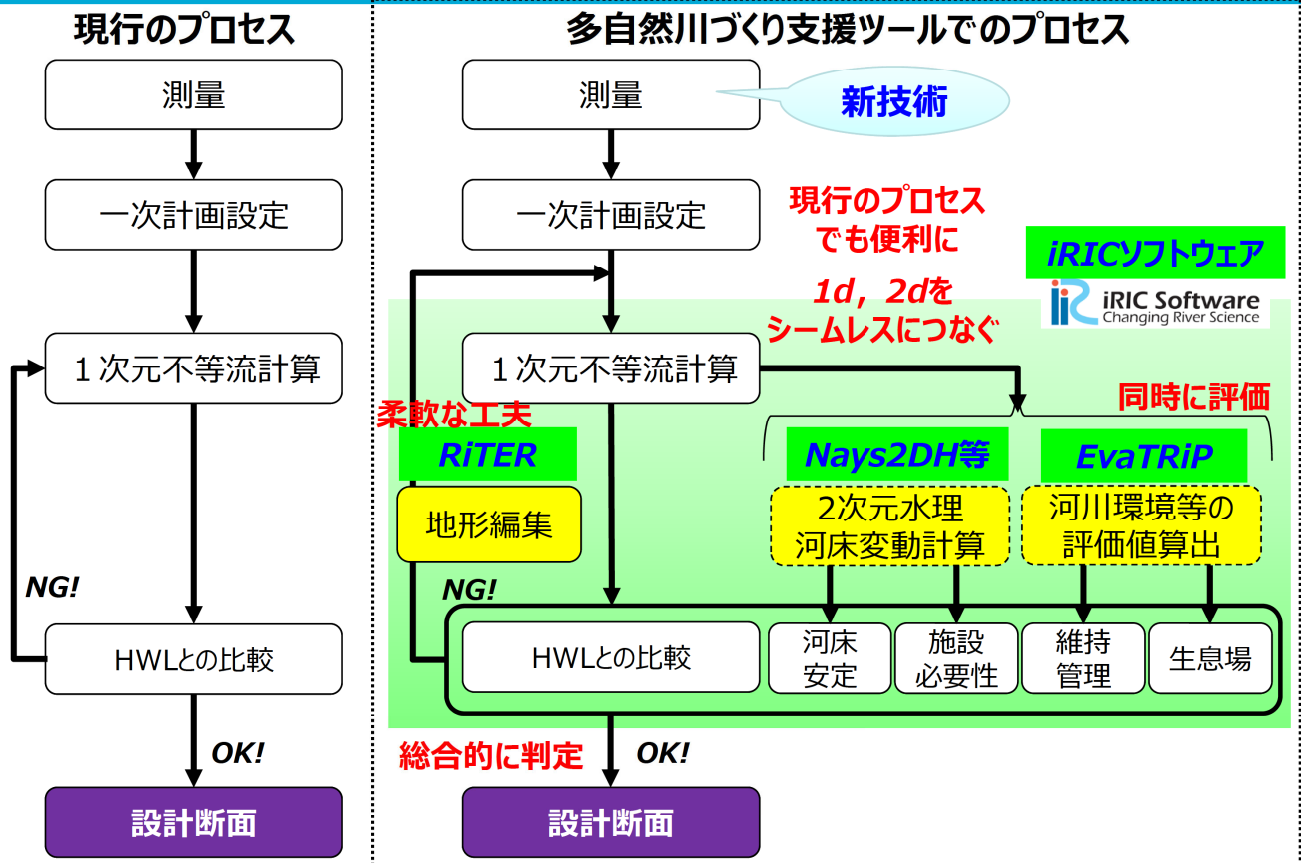 現行のプロセス
測量
一次計画設定
１次元不等流計算
NG!
HWLとの比較
OK!
設計断面
多自然川づくり支援ツールでのプロセス
測量
新技術
一次計画設定
現行のプロセス
でも便利に
1d，2dを
シームレスにつなぐ
iRICソフトウェア
iRIC Software
Changing River Science
１次元不等流計算
柔軟な工夫
RiTER
地形編集
同時に評価
Nays2DH等
2次元水理
河床変動計算
EvaTRiP
河川環境等の
評価値算出
NG!
HWLとの比較
河床
安定
施設
必要性
維持
管理
生息場
総合的に判定
OK!
設計断面